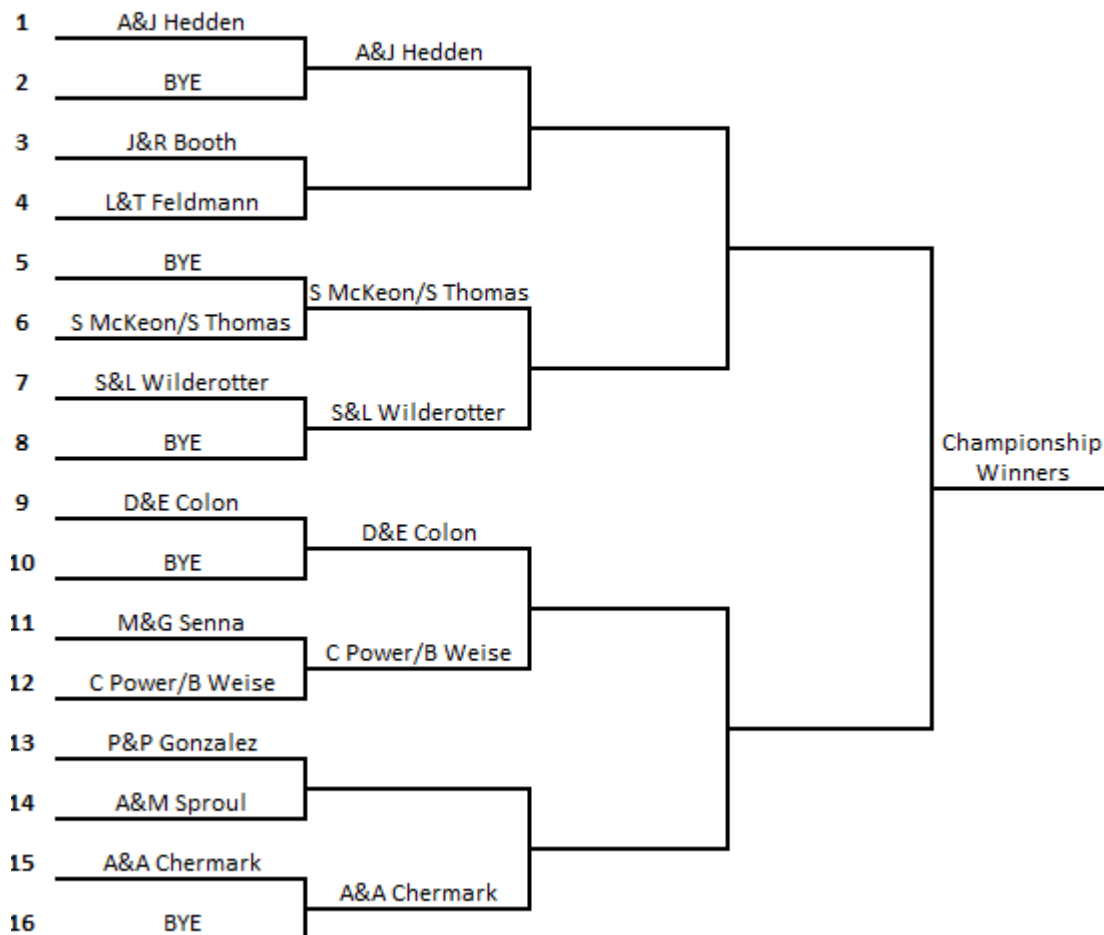 1 A&J Hedden
A&J Hedden
2 BYE
3 J&R Booth
4 L&T Feldmann
5 BYE
S McKeon/S Thomas
6 S McKeon/S Thomas
7 S&L Wilderotter
S&L Wilderotter
8 BYE
Championship
Winners
9 D&E Colon
D&E Colon
10 BYE
11 M&G Senna
C Power/B Weise
12 C Power/B Weise
13 P&P Gonzalez
14 A&M Sproul
15 A&A Chermark
A&A Chermark
16 BYE